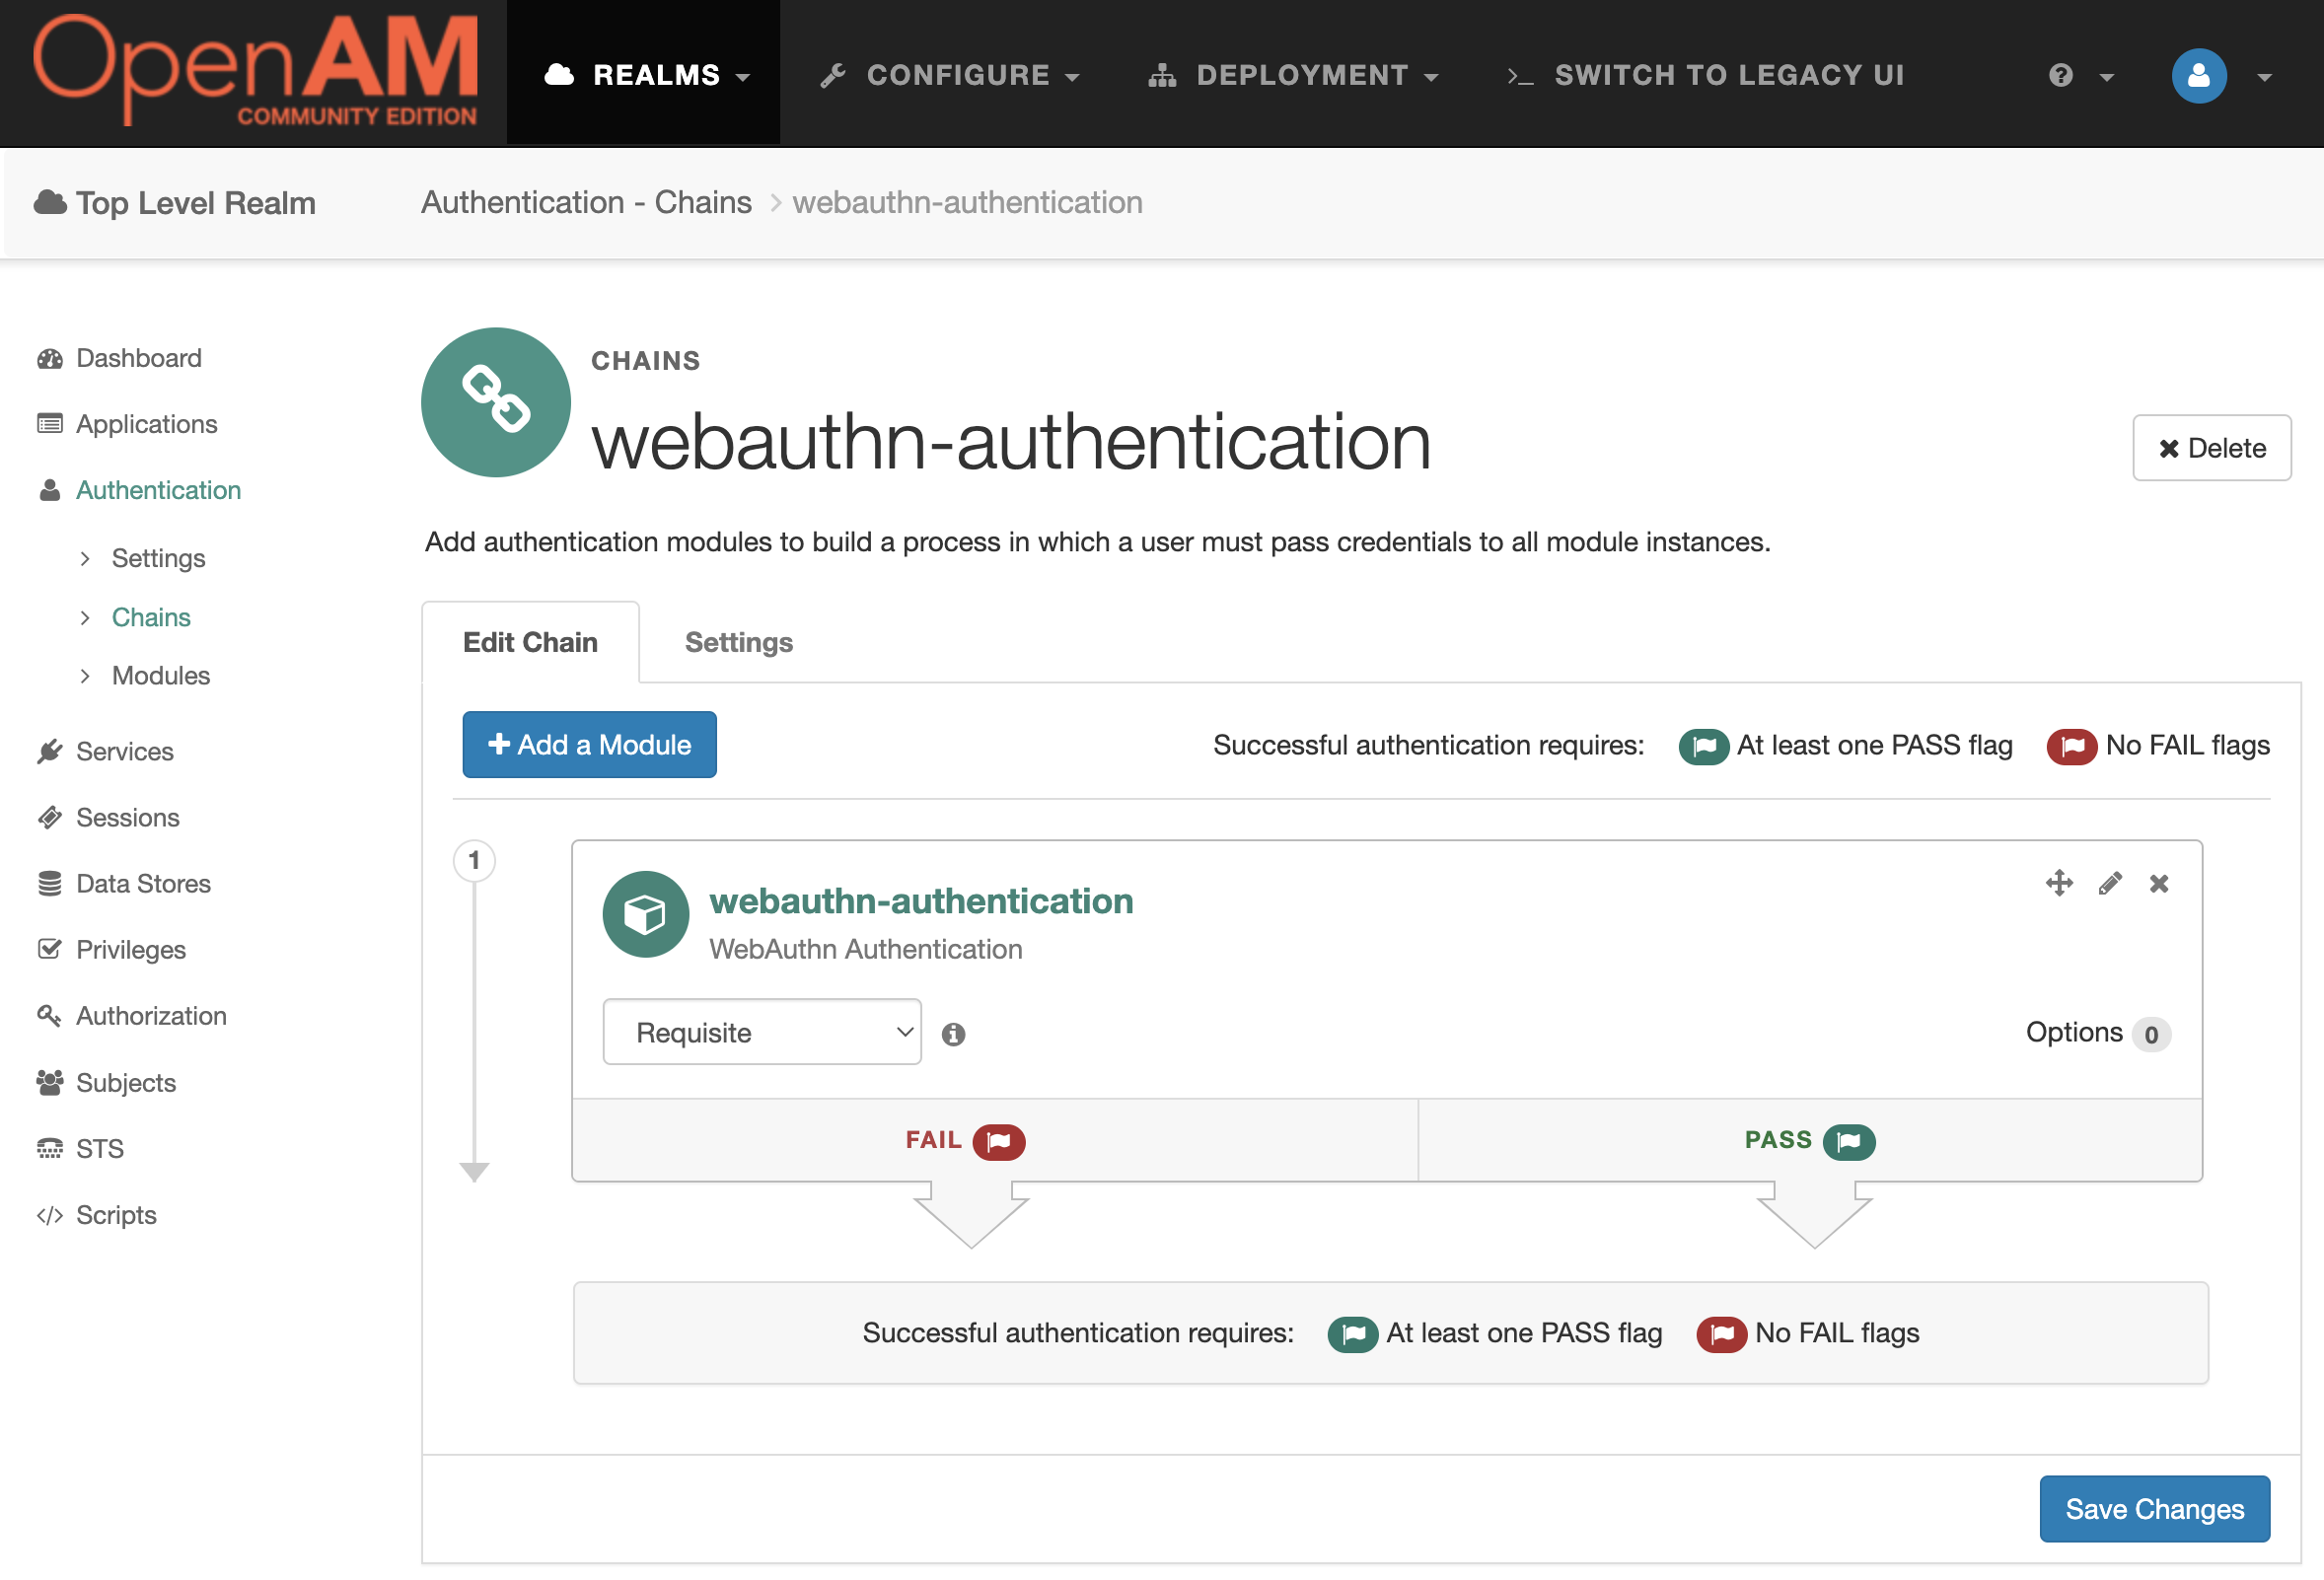 OpenAM
COMMUNITY EDITION
REALMS
CONFIGURE
DEPLOYMENT
SWITCH TO LEGACY UI
Top Level Realm
Authentication - Chains
webauthn-authentication
Dashboard
Applications
Authentication
Settings
Chains
Modules
Services
Sessions
Data Stores
Privileges
Authorization
Subjects
STS
Scripts
CHAINS
webauthn-authentication
Delete
Add authentication modules to build a process in which a user must pass credentials to all module instances.
Edit Chain
Settings
Add a Module
Successful authentication requires: At least one PASS flag No FAIL flags
1
webauthn-authentication
WebAuthn Authentication
Requisite
Options 0
FAIL
PASS
Successful authentication requires: At least one PASS flag No FAIL flags
Save Changes